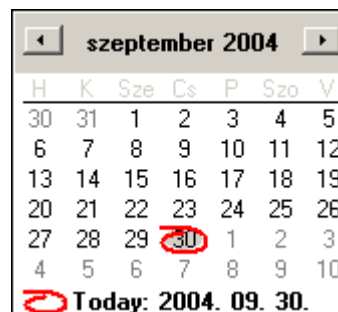 szeptember 2004
H K Sze Cs P Szo V
30 31 1 2 3 4 5
6 7 8 9 10 11 12
13 14 15 16 17 18 19
20 21 22 23 24 25 26
27 28 29 30 1 2 3
4 5 6 7 8 9 10
Today: 2004. 09. 30.